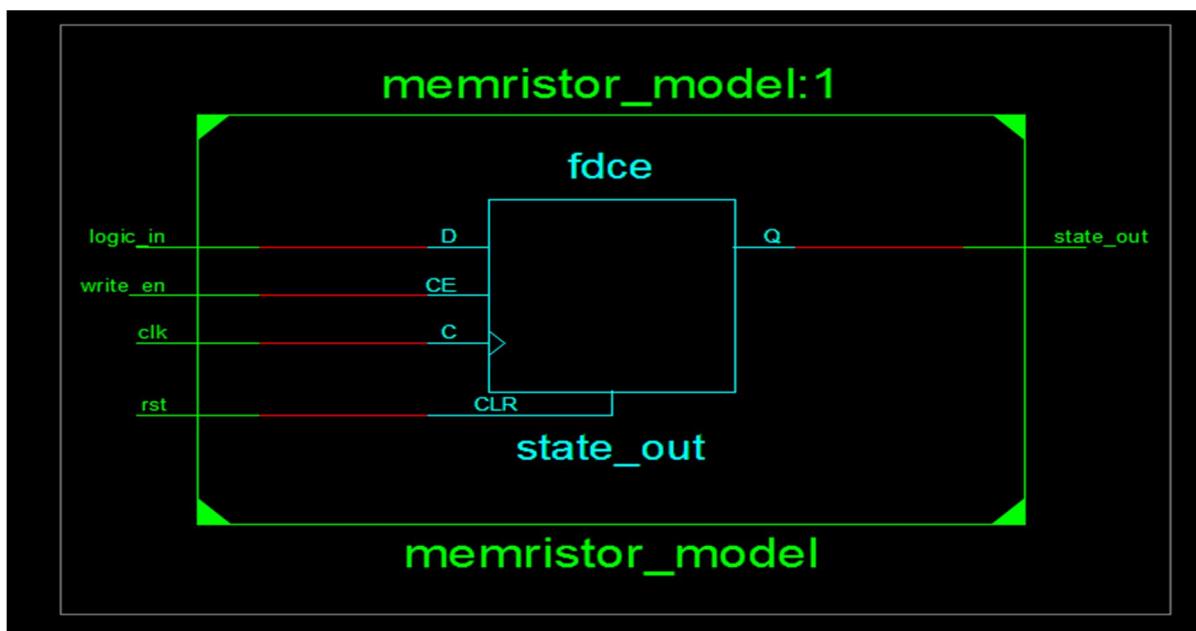 memristor_model:1
fdce
logic_in D Q state_out
write_en CE
clk C
rst CLR
state_out
memristor_model